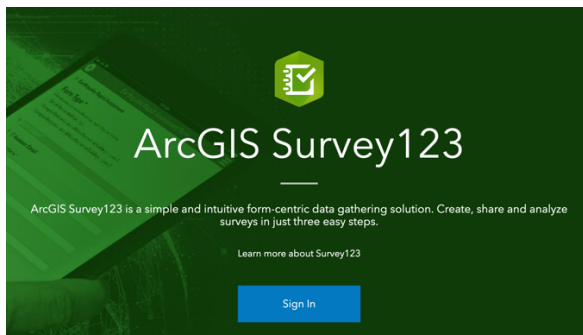 ArcGIS Survey123
ArcGIS Survey123 is a simple and intuitive form-centric data gathering solution. Create, share and analyze
surveys in just three easy steps.
Learn more about Survey123
Sign In